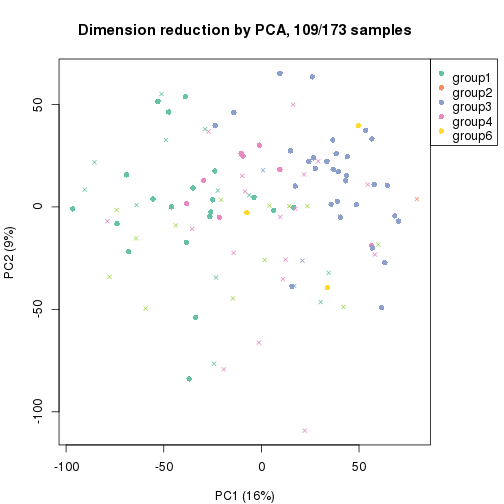 Dimension reduction by PCA, 109/173 samples
group1
group2
group3
group4
group6
50
0
-50
-100
PC2 (9%)
-100
-50
0
50
PC1 (16%)